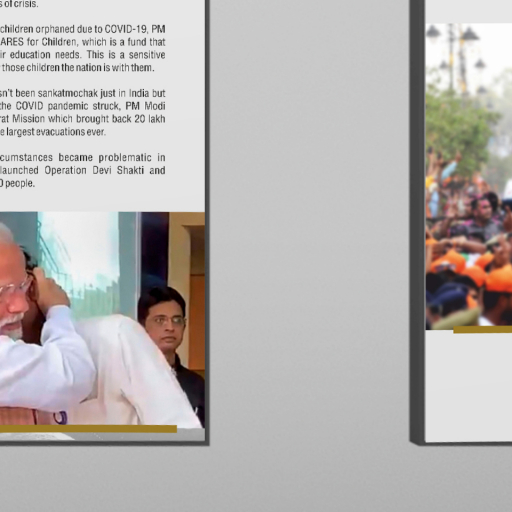 s of crisis.
children orphaned due to COVID-19, PM
ARES for Children, which is a fund that
ir education needs. This is a sensitive
those children the nation is with them.
sn't been sankatmochak just in India but
the COVID pandemic struck, PM Modi
rat Mission which brought back 20 lakh
e largest evacuations ever.
cumstances became problematic in
launched Operation Devi Shakti and
0 people.